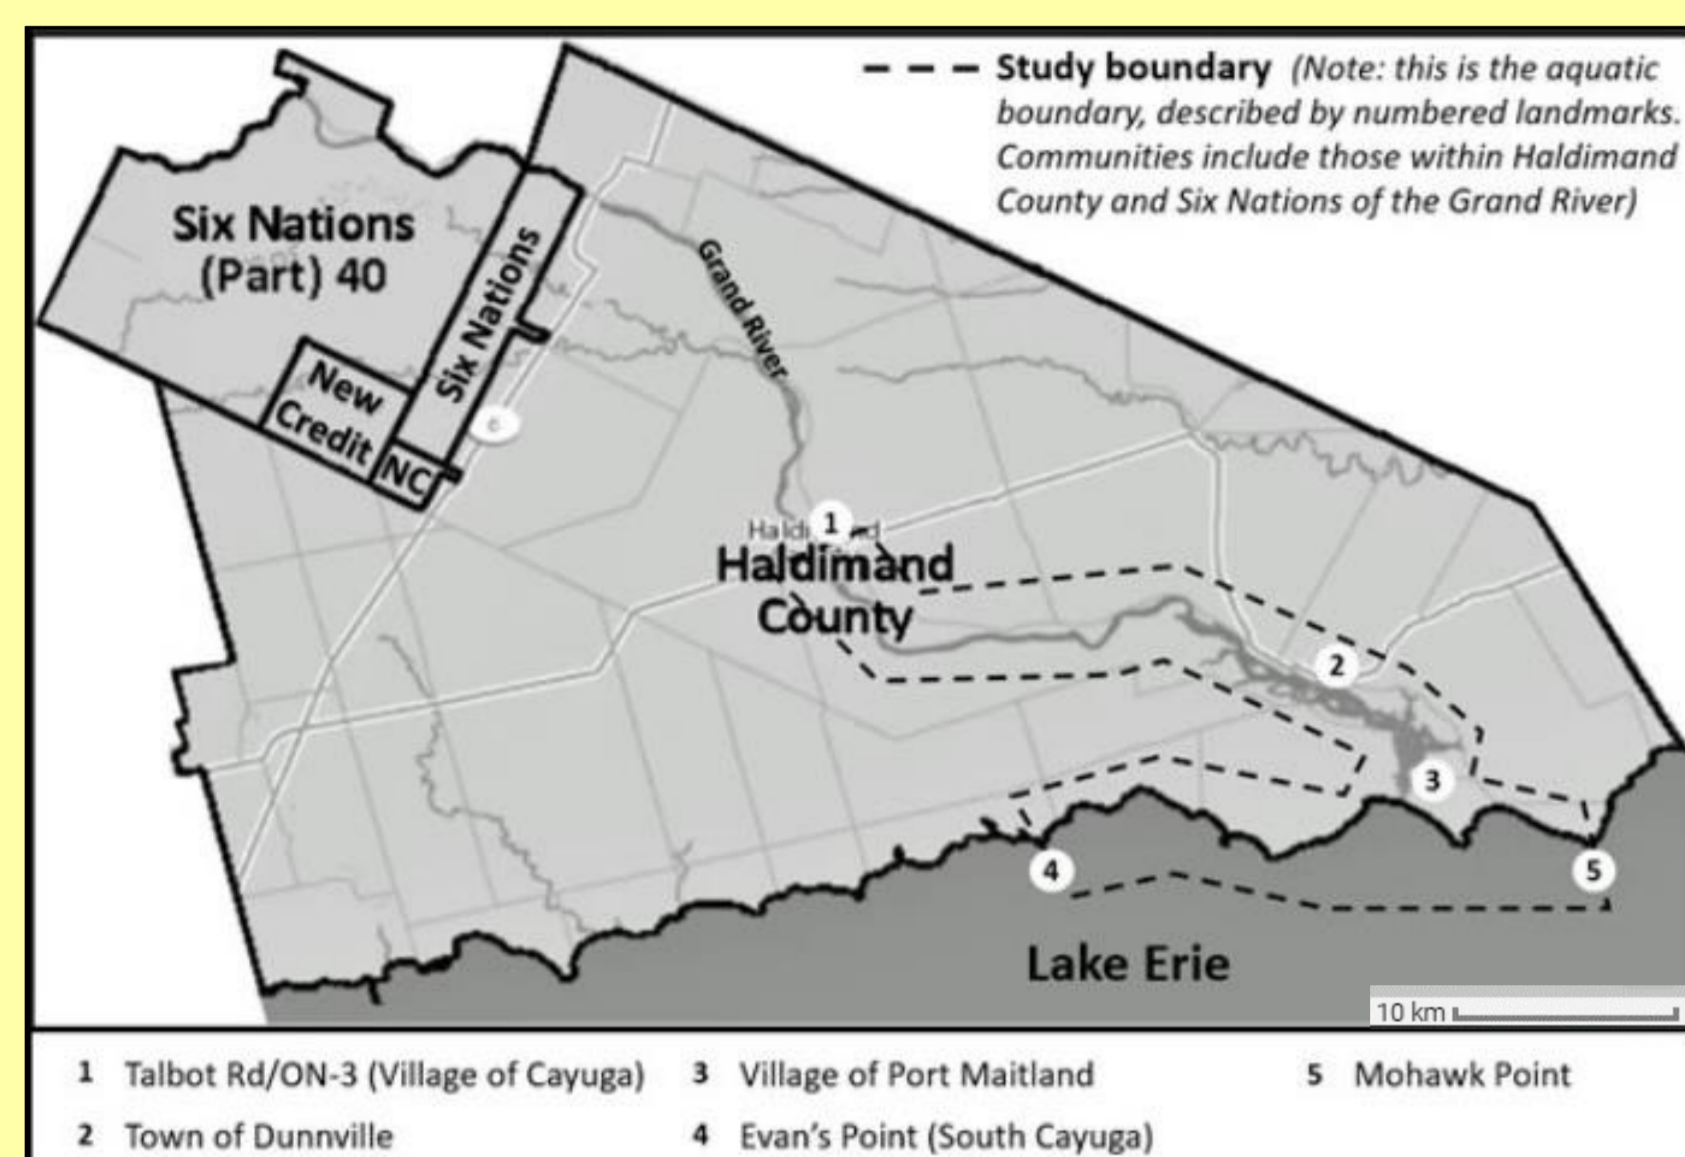 Study boundary (Note: this is the aquatic
boundary, described by numbered landmarks.
Communities include those within Haldimand
County and Six Nations of the Grand River)
Six Nations
(Part) 40
Six Nations
New
Credit
NC
Grand River
6
1
Haldimand
County
2
3
4
5
Lake Erie
10 km
1 Talbot Rd/ON-3 (Village of Cayuga)
3 Village of Port Maitland
5 Mohawk Point
2 Town of Dunnville
4 Evan's Point (South Cayuga)